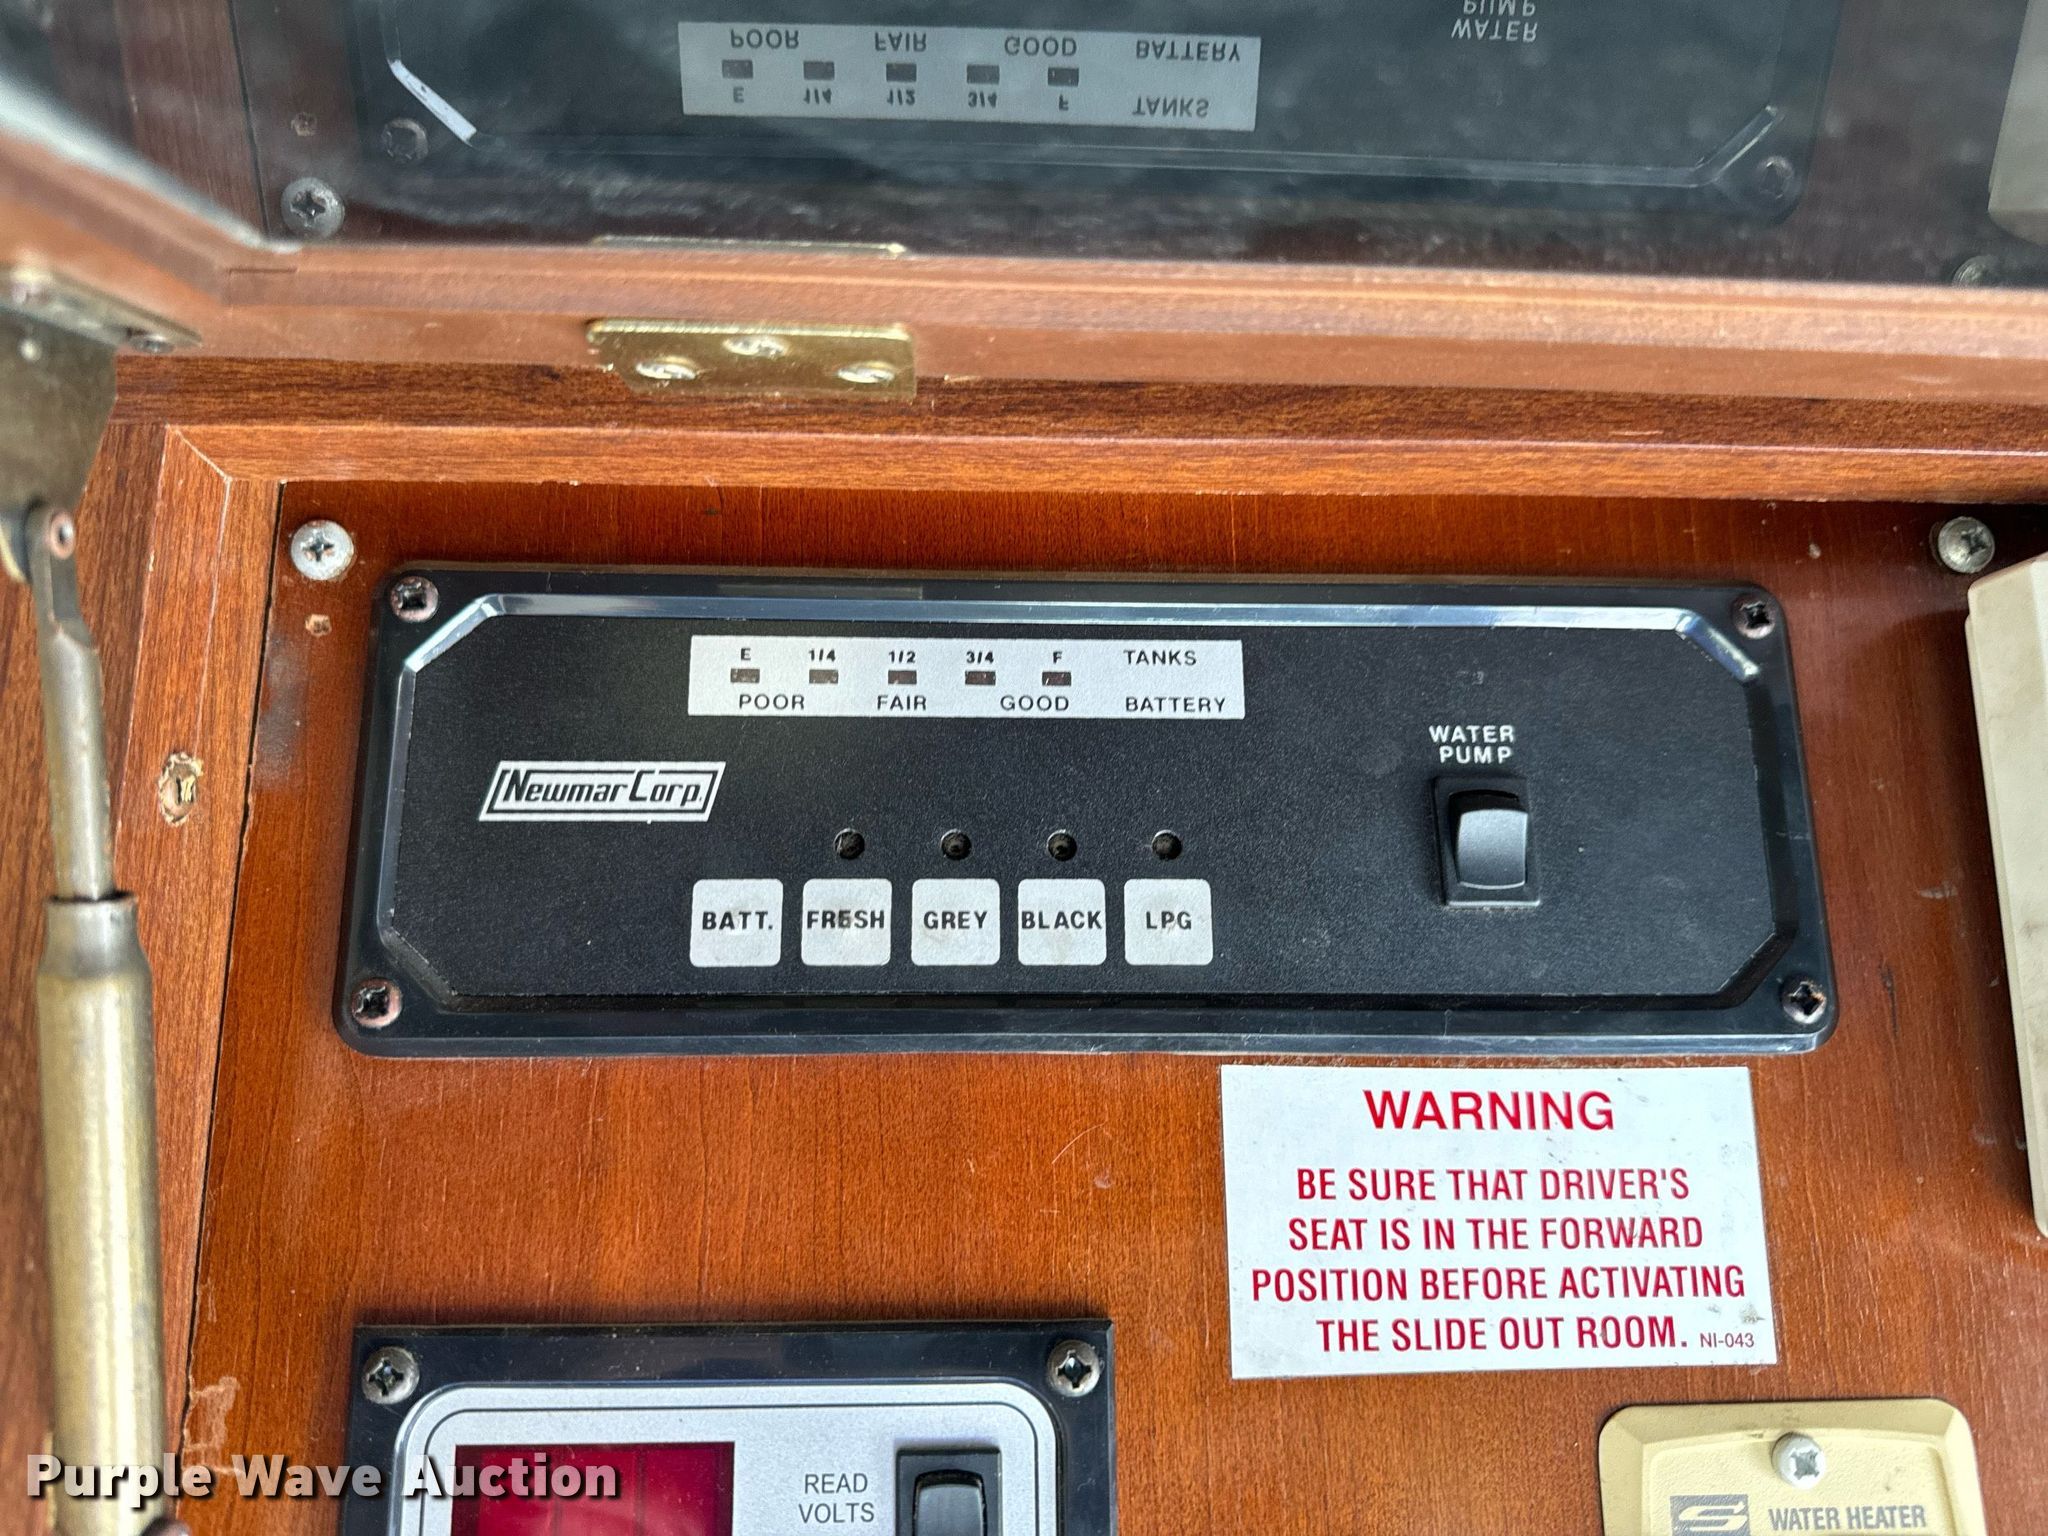 PUMP
WATER
POOR FAIR GOOD BATTERY
E 1/4 1/2 3/4 F TANKS
E 1/4 1/2 3/4 F TANKS
POOR FAIR GOOD BATTERY
Newmar Corp.
WATER
PUMP
BATT. FRESH GREY BLACK LPG
WARNING
BE SURE THAT DRIVER'S
SEAT IS IN THE FORWARD
POSITION BEFORE ACTIVATING
THE SLIDE OUT ROOM. NI-043
READ
VOLTS
S WATER HEATER
Purple Wave Auction